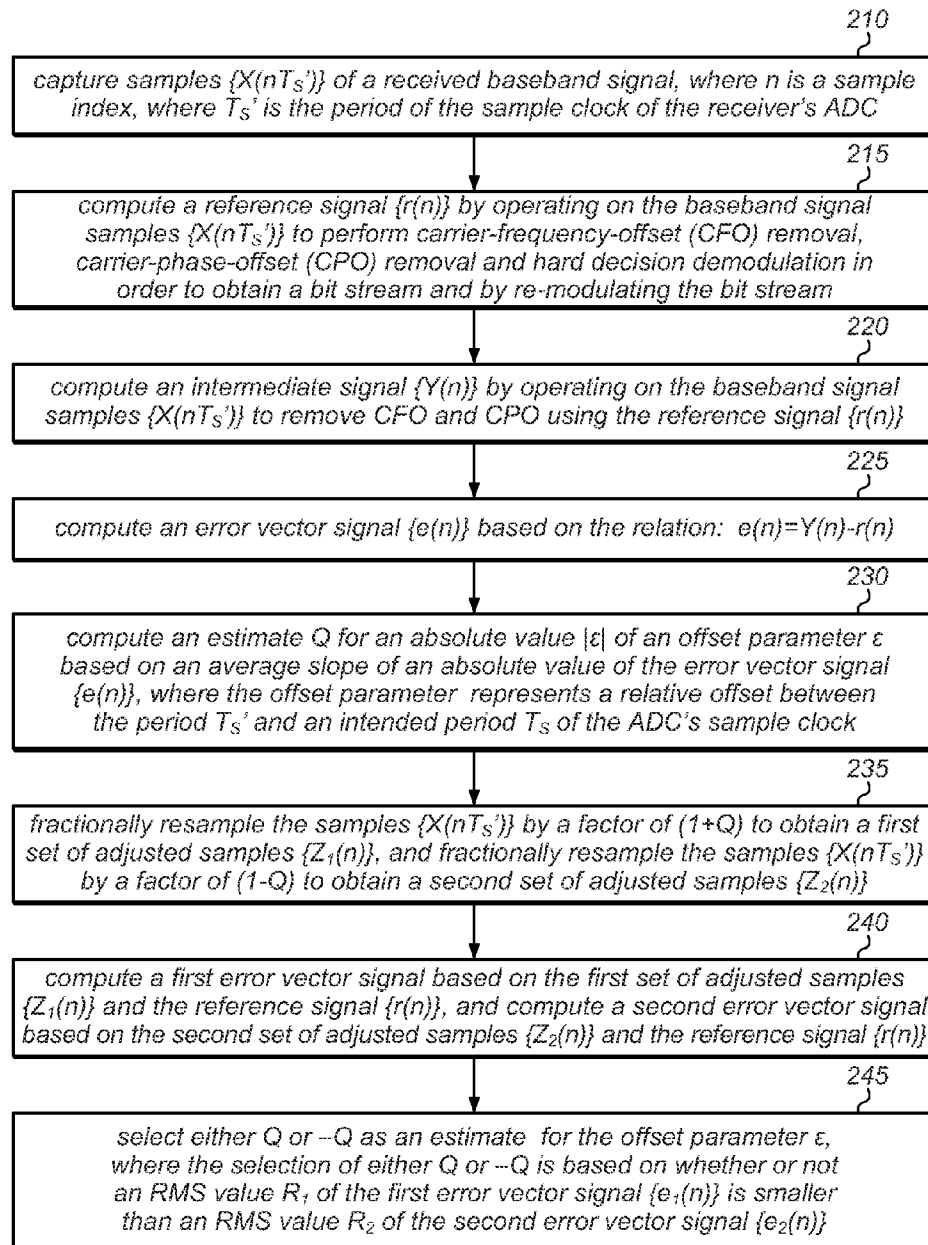 210
capture samples {X(nTS')} of a received baseband signal, where n is a sample
index, where TS' is the period of the sample clock of the receiver's ADC
215
compute a reference signal {r(n)} by operating on the baseband signal
samples {X(nTS')} to perform carrier-frequency-offset (CFO) removal,
carrier-phase-offset (CPO) removal and hard decision demodulation in
order to obtain a bit stream and by re-modulating the bit stream
220
compute an intermediate signal {Y(n)} by operating on the baseband signal
samples {X(nTS')} to remove CFO and CPO using the reference signal {r(n)}
225
compute an error vector signal {e(n)} based on the relation: e(n)=Y(n)-r(n)
230
compute an estimate Q for an absolute value |ε| of an offset parameter ε
based on an average slope of an absolute value of the error vector signal
{e(n)}, where the offset parameter represents a relative offset between
the period TS' and an intended period TS of the ADC's sample clock
235
fractionally resample the samples {X(nTS')} by a factor of (1+Q) to obtain a first
set of adjusted samples {Z1(n)}, and fractionally resample the samples {X(nTS')}
by a factor of (1-Q) to obtain a second set of adjusted samples {Z2(n)}
240
compute a first error vector signal based on the first set of adjusted samples
{Z1(n)} and the reference signal {r(n)}, and compute a second error vector signal
based on the second set of adjusted samples {Z2(n)} and the reference signal {r(n)}
245
select either Q or –Q as an estimate for the offset parameter ε,
where the selection of either Q or –Q is based on whether or not
an RMS value R1 of the first error vector signal {e1(n)} is smaller
than an RMS value R2 of the second error vector signal {e2(n)}